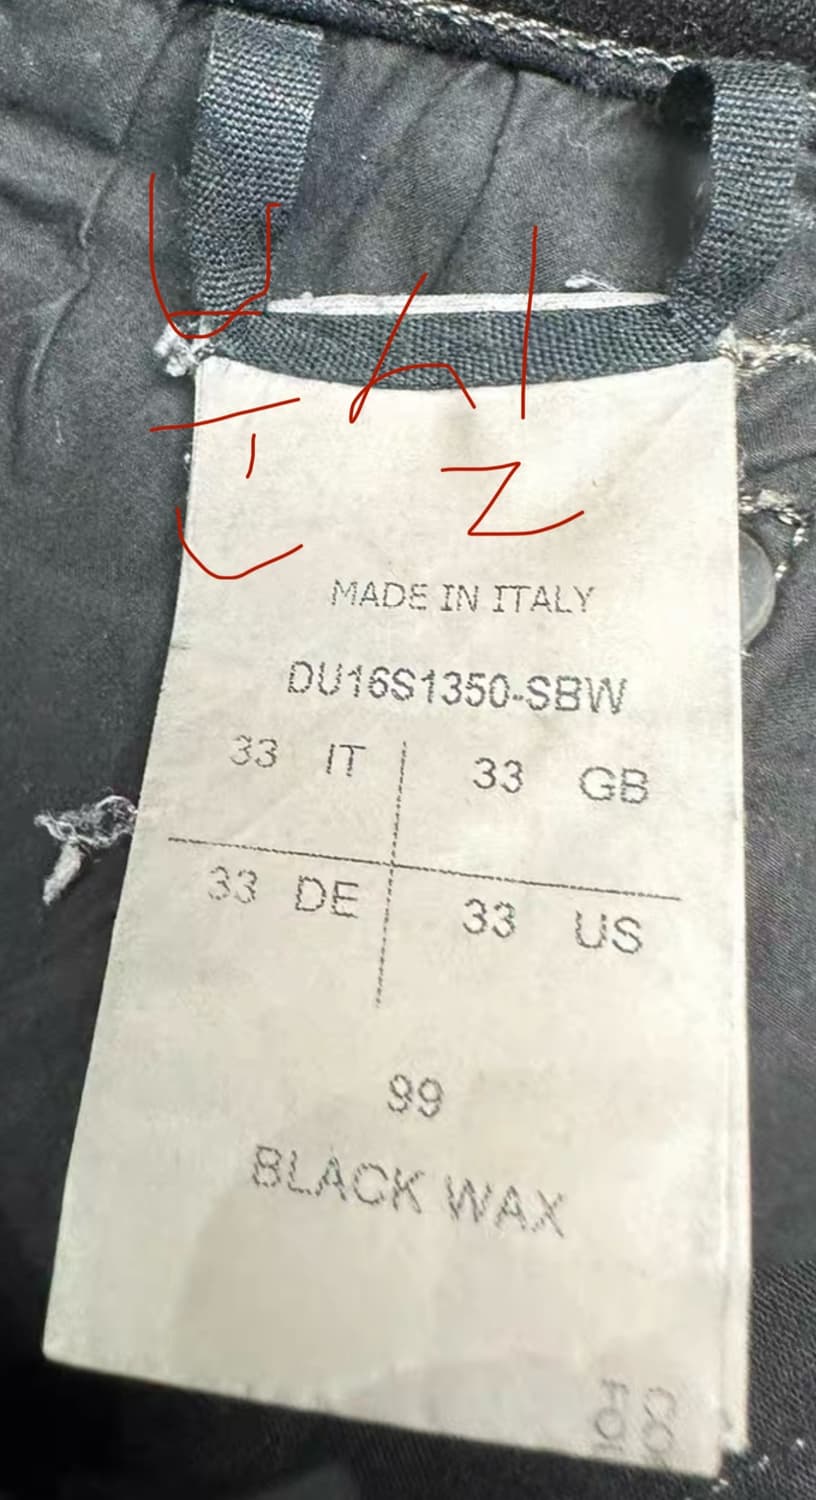 MADE IN ITALY
DU16S1350-SBW
33 IT 33 GB
33 DE 33 US
99
BLACK WAX